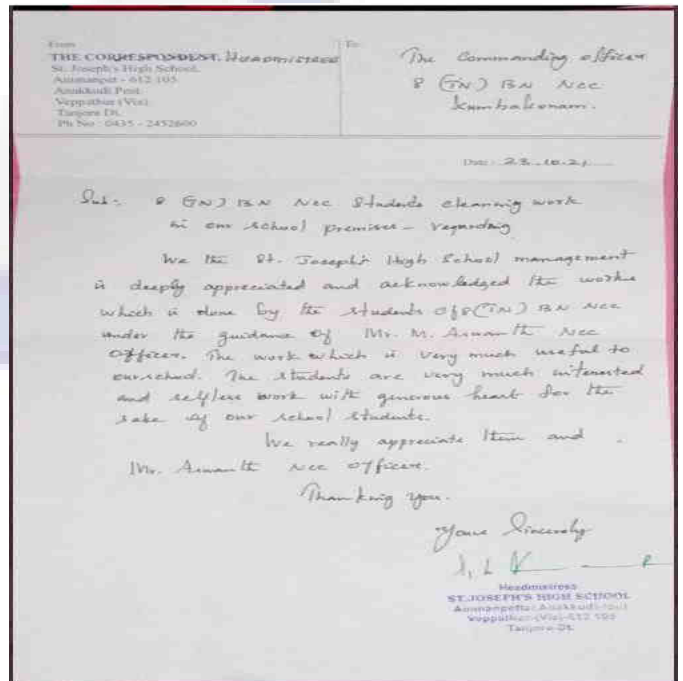 From
THE CORRESPONDENT, Headmistress
St. Joseph's High School,
Ammanpet - 612 103
Anakkudi Post.
Veppathur (Via).
Tanjore Dt.
Ph No : 0435 - 2452600
To
The Commanding officer
8 (TN) BN NCC
Kumbakonam.
Date : 23.10.21
Sub:- 8 (TN) BN NCC Students cleaning work
in our school premises - regarding
We the St. Joseph's High School management
is deeply appreciated and acknowledged the works
which is done by the students of 8 (TN) BN NCC
under the guidance of Mr. M. Aswanth NCC
Officer. The work which is very much useful to
our school. The students are very much interested
and selfless work with generous heart for the
sake of our school students.
We really appreciate them and
Mr. Aswanth NCC officer.
Thanking you.
Yours Sincerely
Headmistress
ST.JOSEPH'S HIGH SCHOOL
Ammanpettai, Anakkudi-Post
Veppathur-(Via)-612 103
Tanjore-Dt.